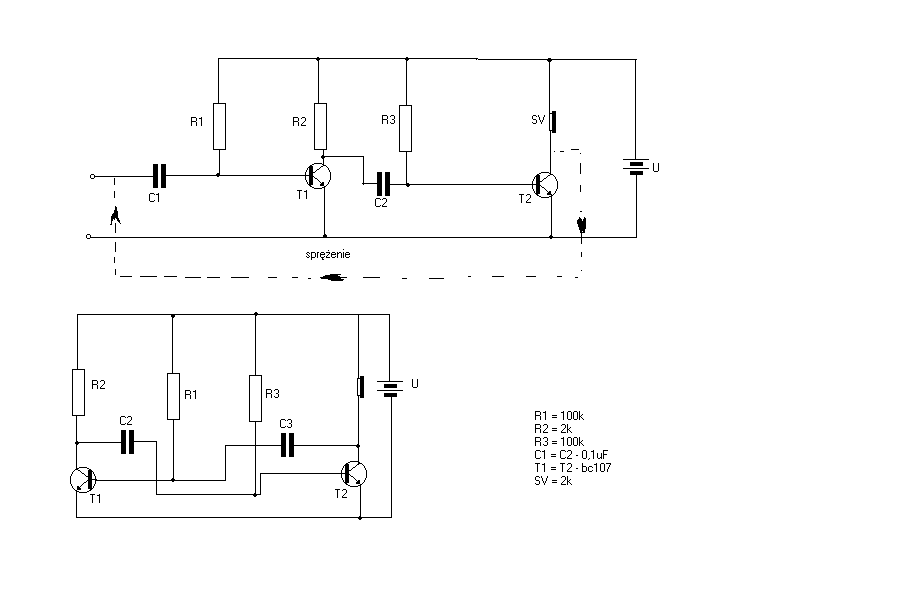 R1
R2
R3
SV
C1
T1
C2
T2
U
sprężenie
R2
R1
R3
U
C2
C3
T1
T2
R1 = 100k
R2 = 2k
R3 = 100k
C1 = C2 - 0,1uF
T1 = T2 - bc107
SV = 2k